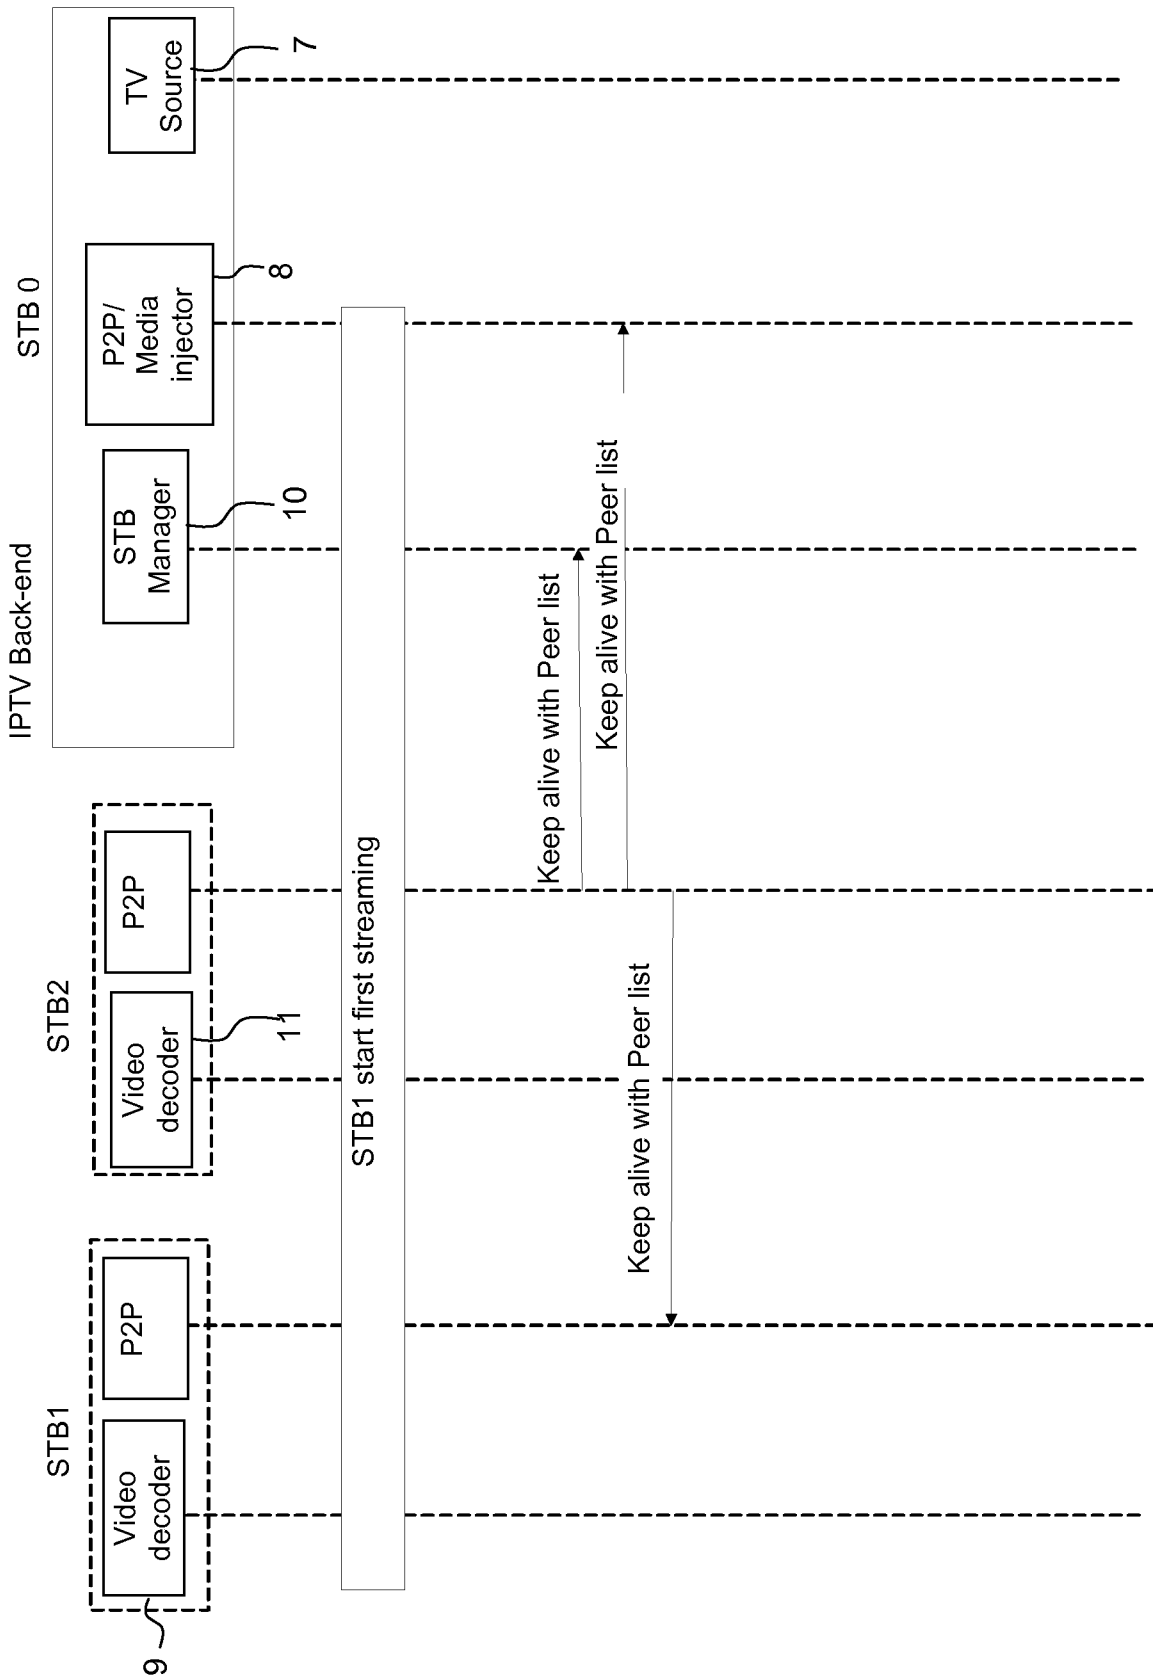 STB1
STB2
IPTV Back-end
STB 0
9
Video
decoder
P2P
Video
decoder
P2P
STB
Manager
P2P/
Media
injector
TV
Source
11
10
8
7
STB1 start first streaming
Keep alive with Peer list
Keep alive with Peer list
Keep alive with Peer list